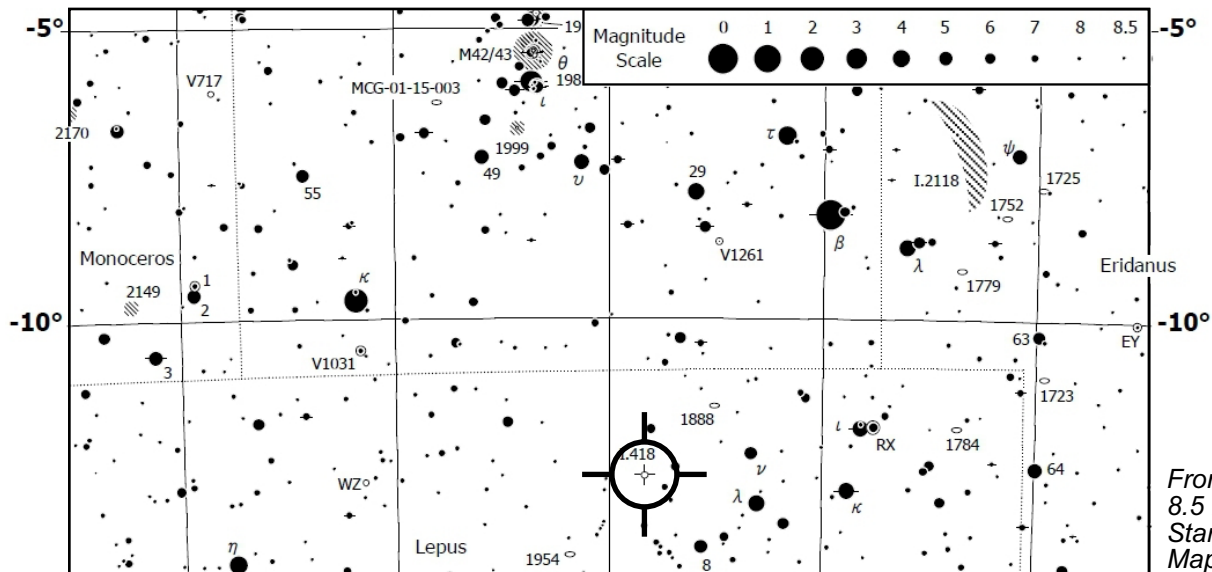 -5°
19
0 1 2 3 4 5 6 7 8 8.5
-5°
Magnitude
Scale
M42/43
θ
198
V717
MCG-01-15-003
ι
2170
1999
τ
ψ
49
υ
29
I.2118
1725
55
1752
β
V1261
λ
Monoceros
Eridanus
κ
1779
2149
1
2
-10°
-10°
63
EY
V1031
3
1723
1888
ι
RX
1784
I.418
ν
64
WZ
λ
κ
From
8.5
Star
Map
η
Lepus
1954
8